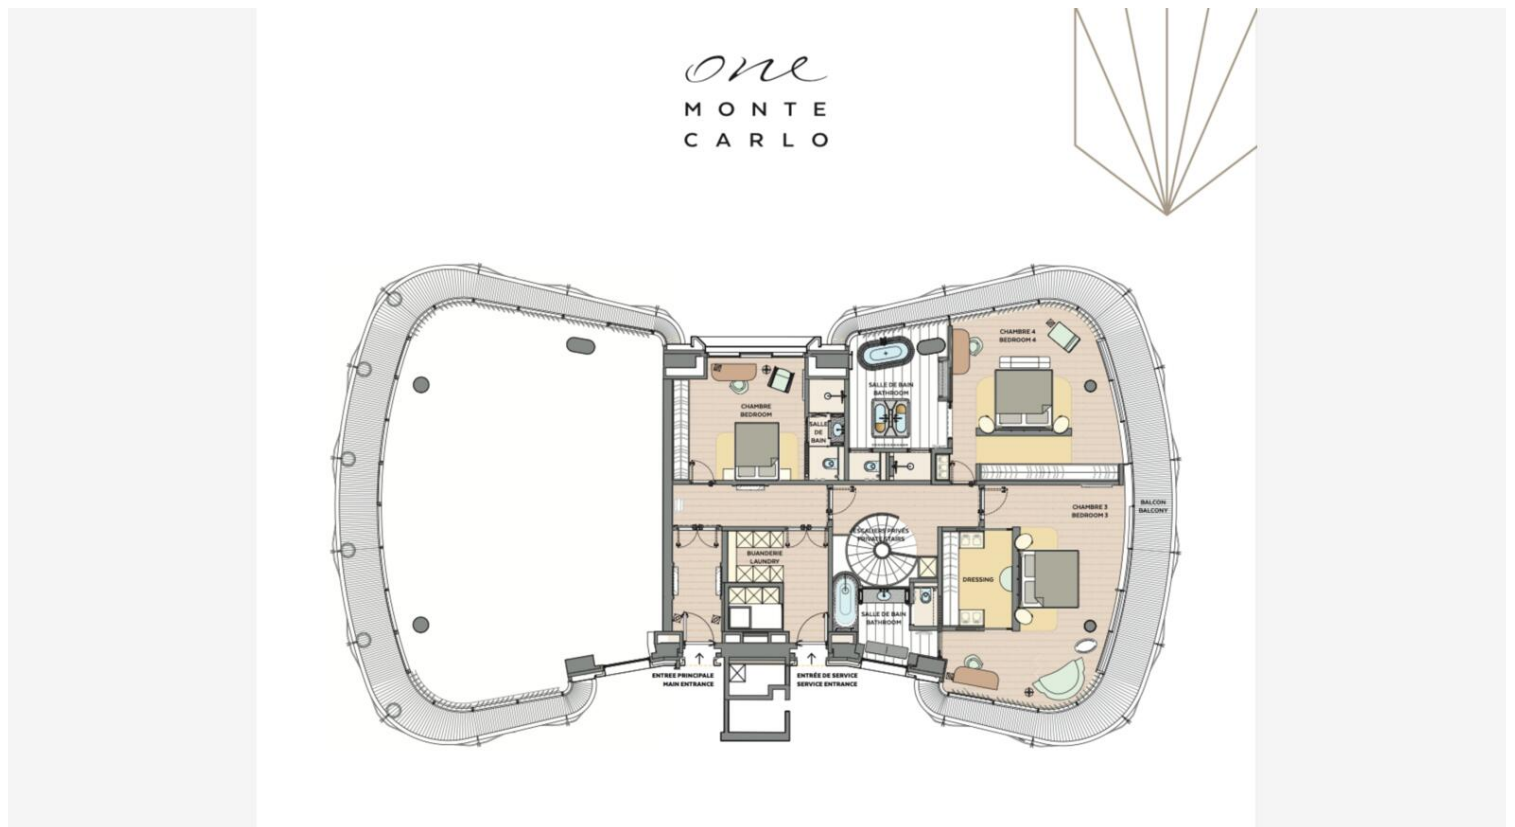 one
MONTE
CARLO
CHAMBRE 4
BEDROOM 4
SALLE DE BAIN
BATHROOM
CHAMBRE
BEDROOM
SALLE
DE
BAIN
CHAMBRE 3
BEDROOM 3
BALCON
BALCONY
ESCALIERS PRIVÉS
PRIVATE STAIRS
BUANDERIE
LAUNDRY
DRESSING
SALLE DE BAIN
BATHROOM
ENTREE PRINCIPALE
MAIN ENTRANCE
ENTRÉE DE SERVICE
SERVICE ENTRANCE